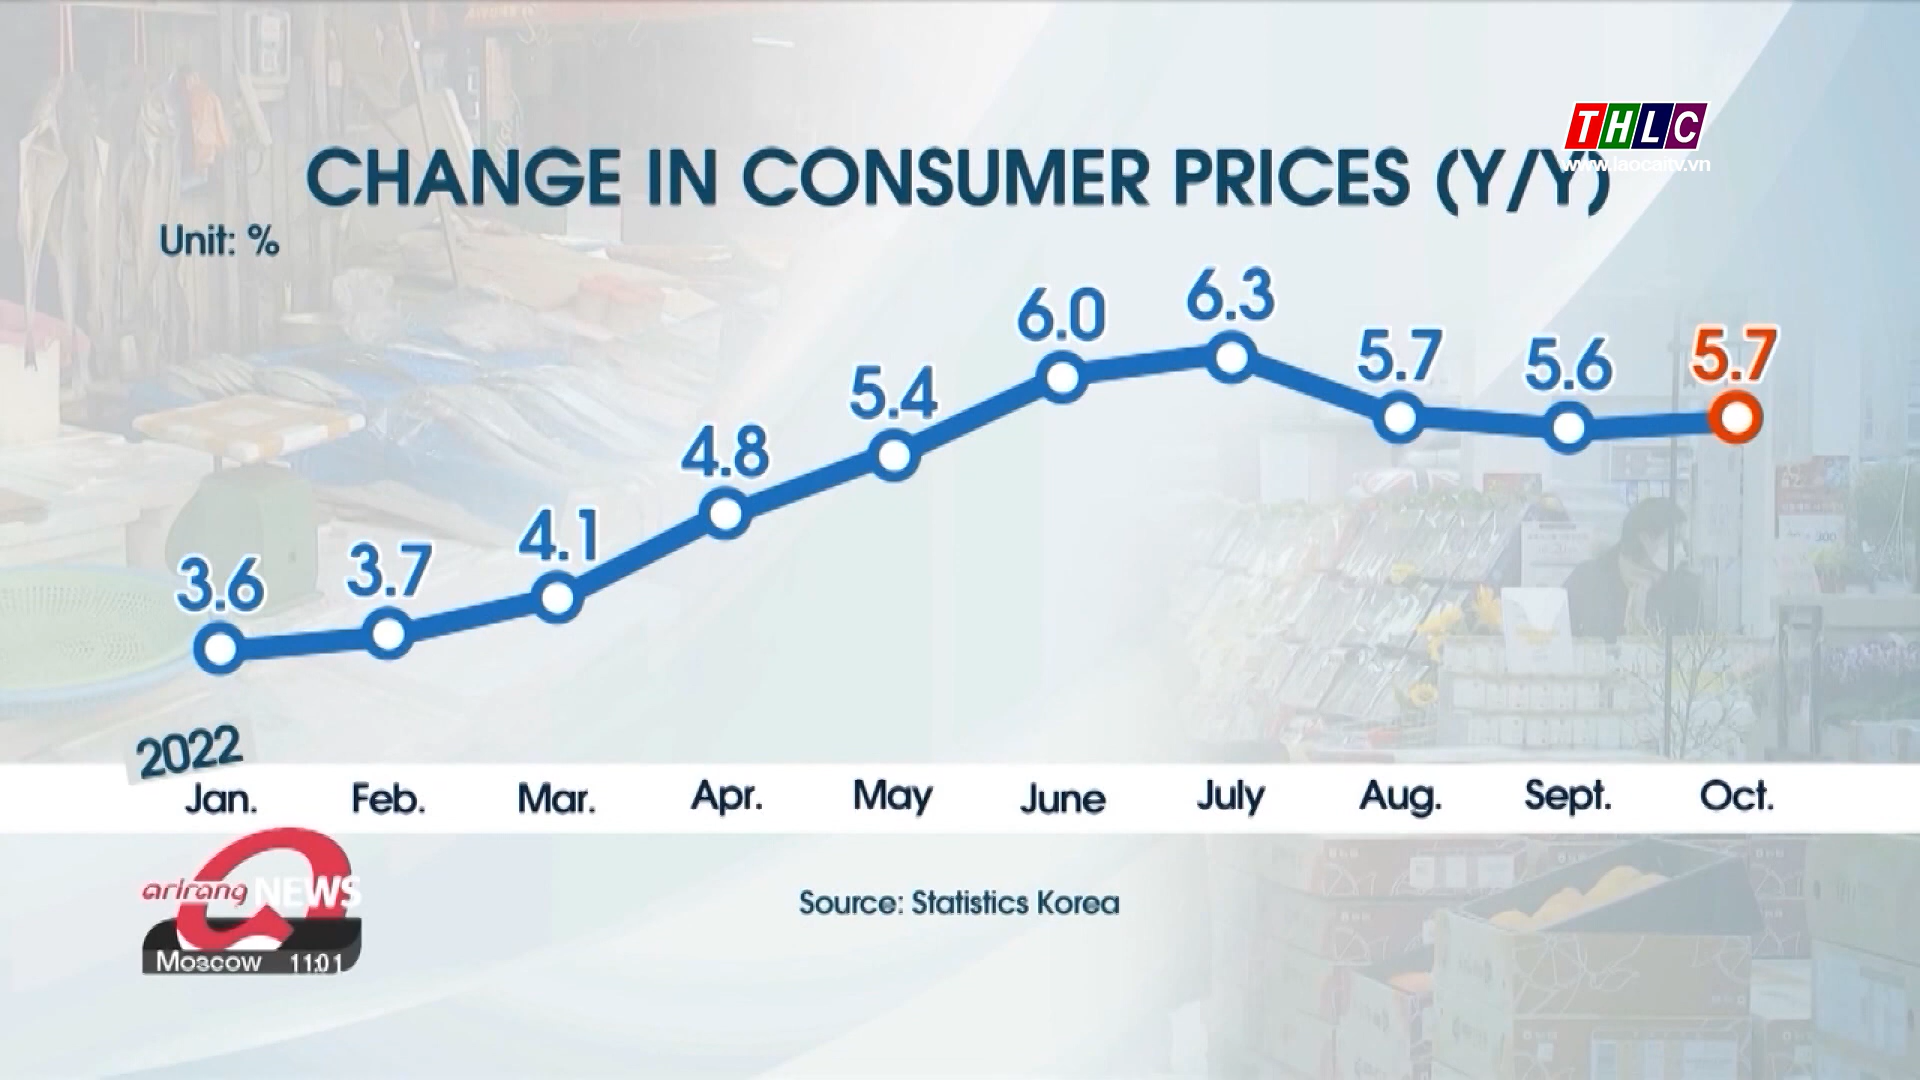 THLC
www.laocaitv.vn
CHANGE IN CONSUMER PRICES (Y/Y)
Unit: %
3.6
3.7
4.1
4.8
5.4
6.0
6.3
5.7
5.6
5.7
2022
Jan. Feb. Mar. Apr. May June July Aug. Sept. Oct.
arirang NEWS
Moscow 11:01
Source: Statistics Korea